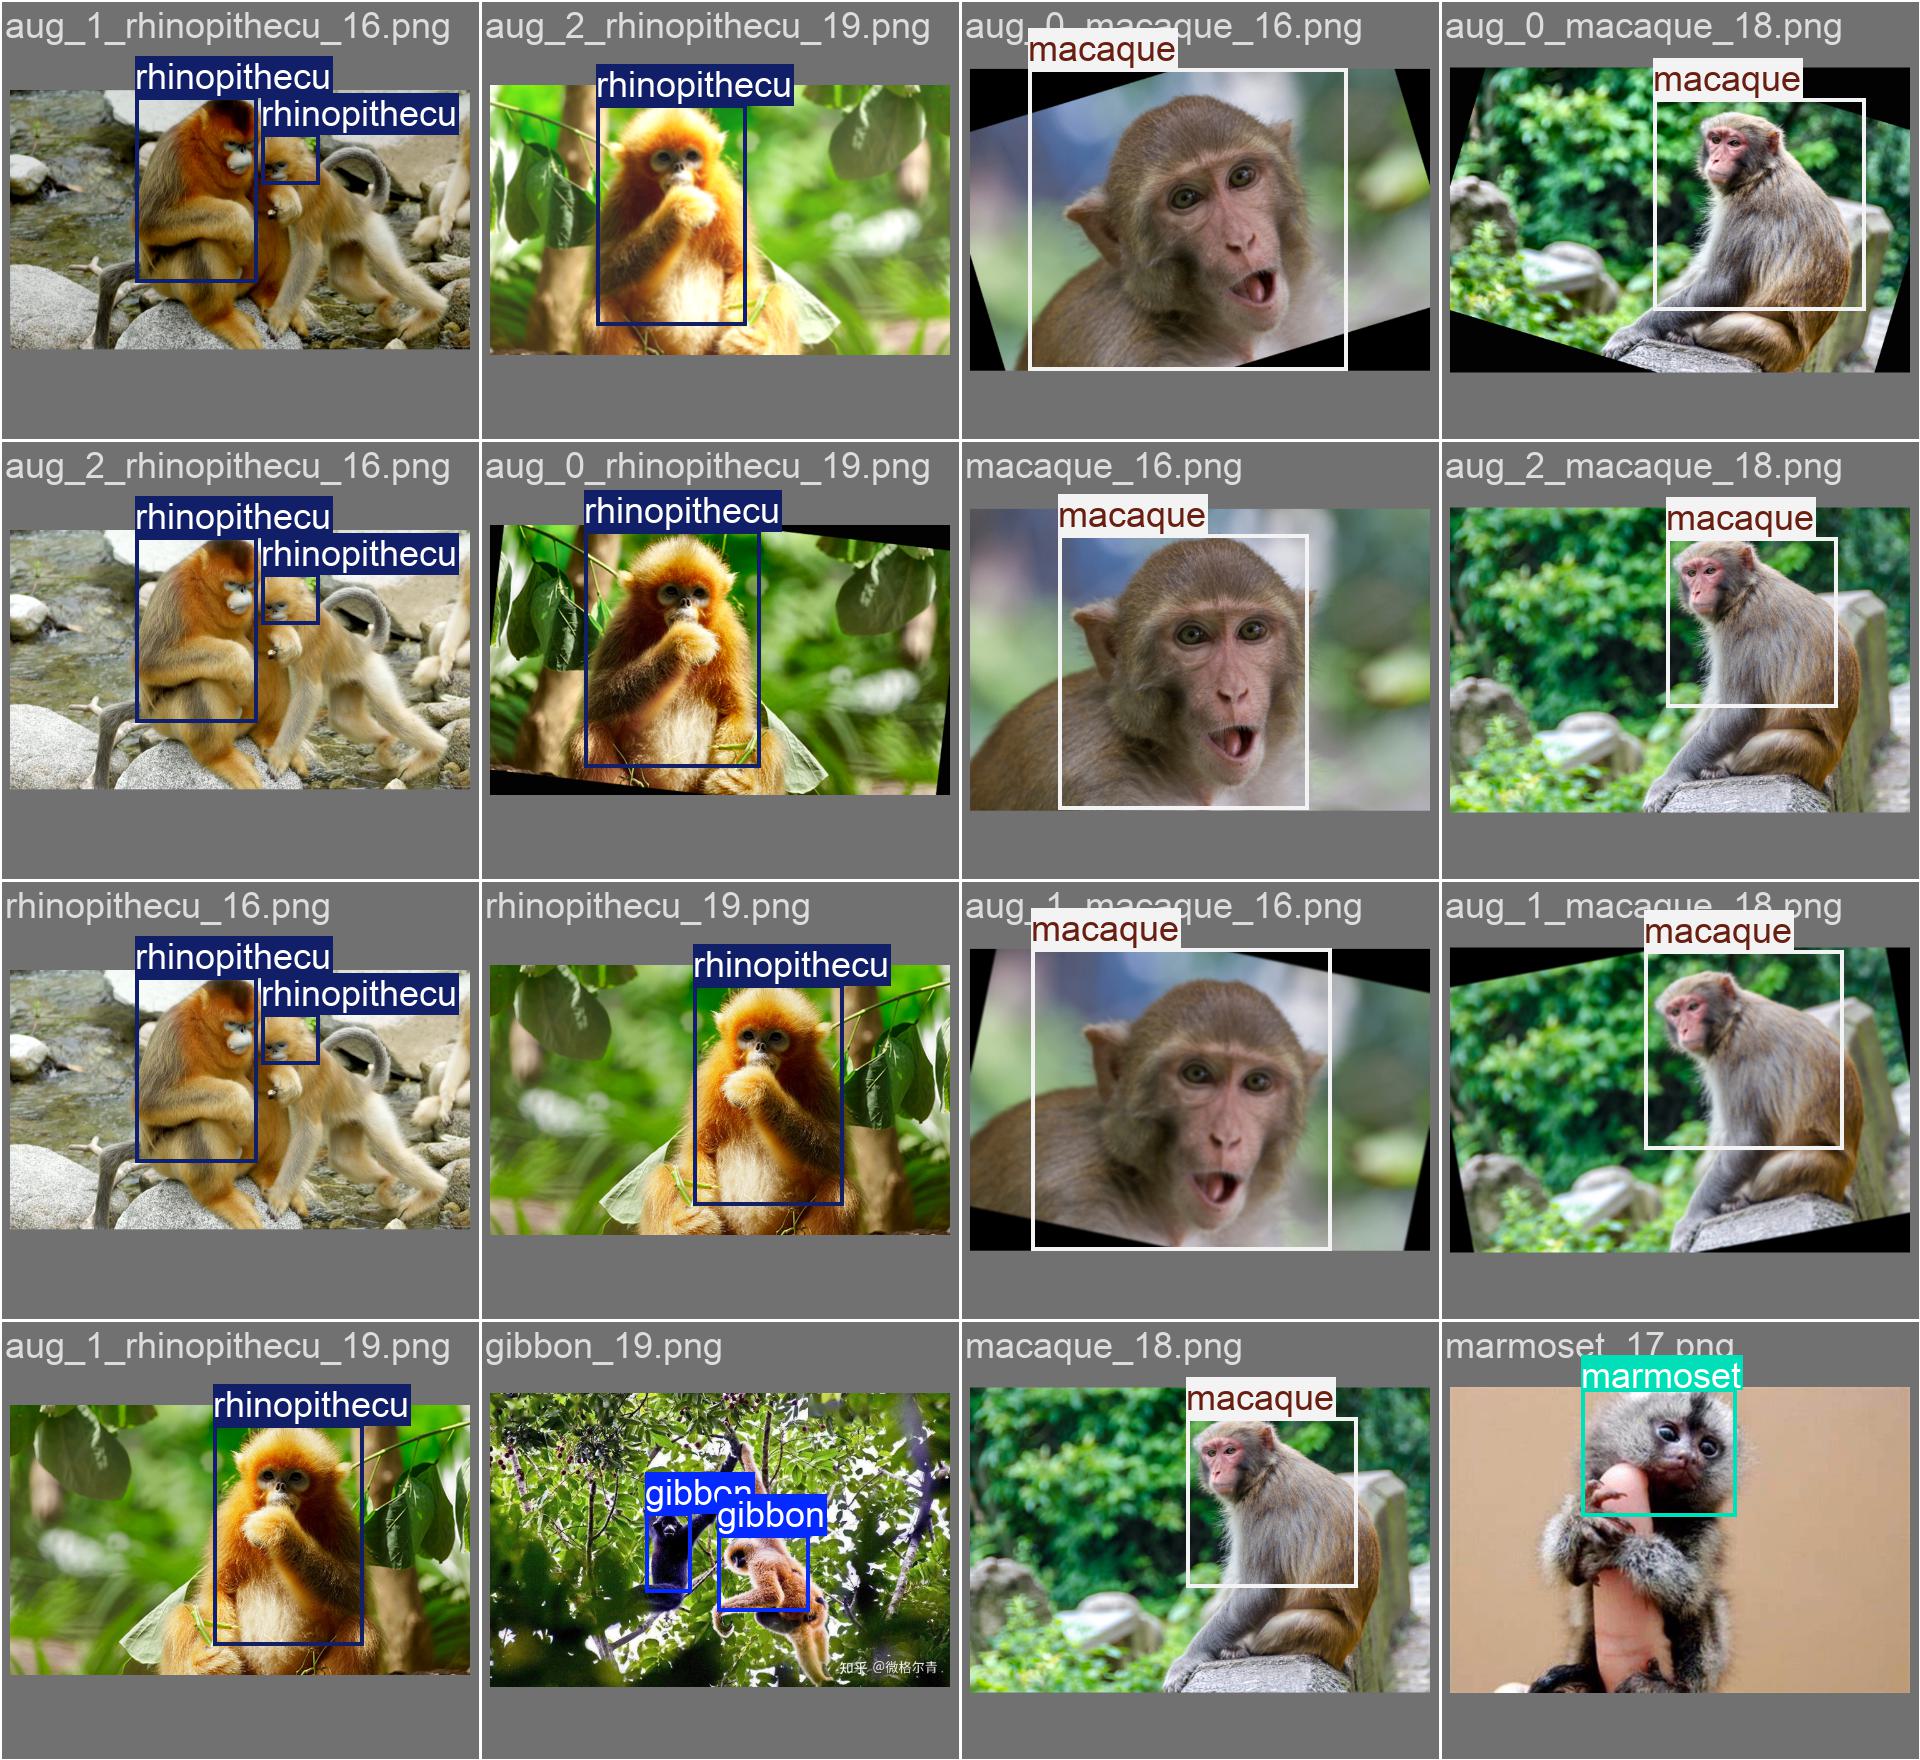 aug_1_rhinopithecu_16.png
rhinopithecu
rhinopithecu
aug_2_rhinopithecu_19.png
rhinopithecu
aug_0_macaque_16.png
macaque
aug_0_macaque_18.png
macaque
aug_2_rhinopithecu_16.png
rhinopithecu
rhinopithecu
aug_0_rhinopithecu_19.png
rhinopithecu
macaque_16.png
macaque
aug_2_macaque_18.png
macaque
rhinopithecu_16.png
rhinopithecu
rhinopithecu
rhinopithecu_19.png
rhinopithecu
aug_1_macaque_16.png
macaque
aug_1_macaque_18.png
macaque
aug_1_rhinopithecu_19.png
rhinopithecu
gibbon_19.png
gibbon
gibbon
知乎 @微格尔青
macaque_18.png
macaque
marmoset_17.png
marmoset